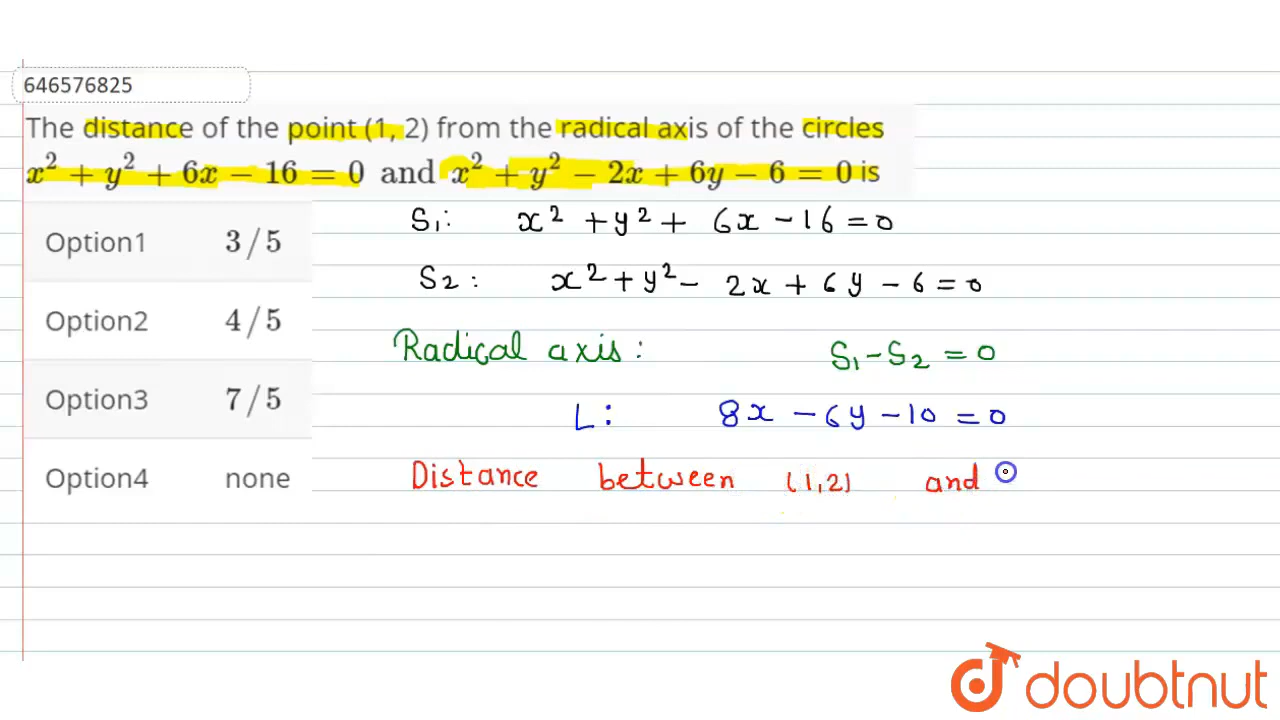 646576825
The distance of the point (1, 2) from the radical axis of the circles
x² + y² + 6x − 16 = 0 and x² + y² − 2x + 6y − 6 = 0 is
Option1 3/5
Option2 4/5
Option3 7/5
Option4 none
S₁: x² + y² + 6x − 16 = 0
S₂ : x² + y² − 2x + 6y − 6 = 0
Radical axis : S₁ − S₂ = 0
L : 8x − 6y − 10 = 0
Distance between (1,2) and
doubtnut